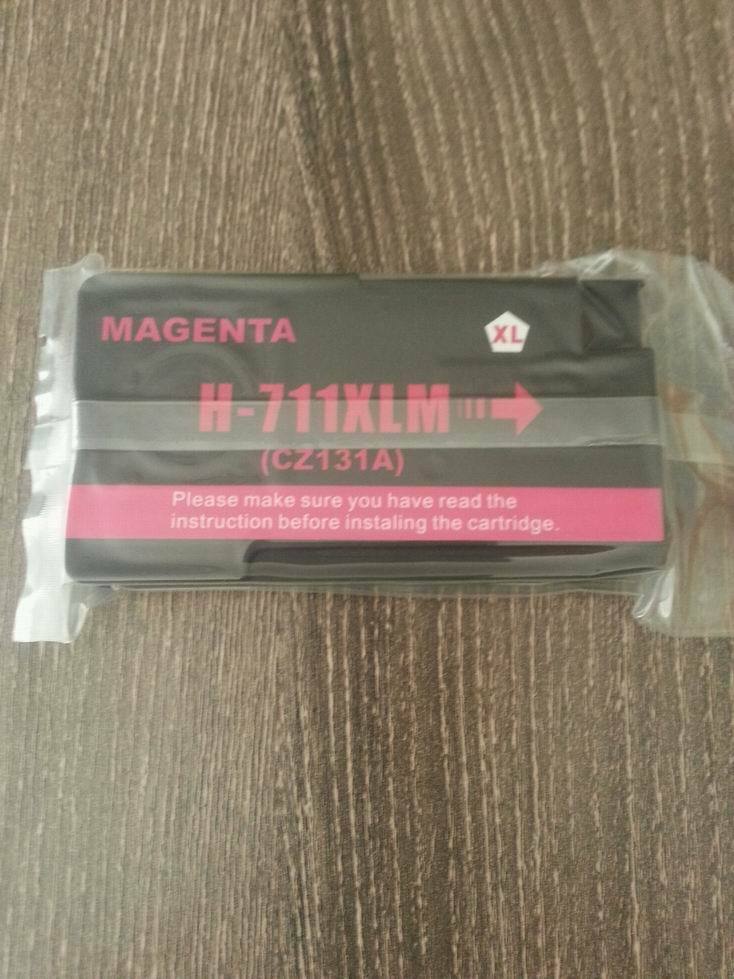 MAGENTA
XL
H-711XLM
(CZ131A)
Please make sure you have read the
instruction before instaling the cartridge.